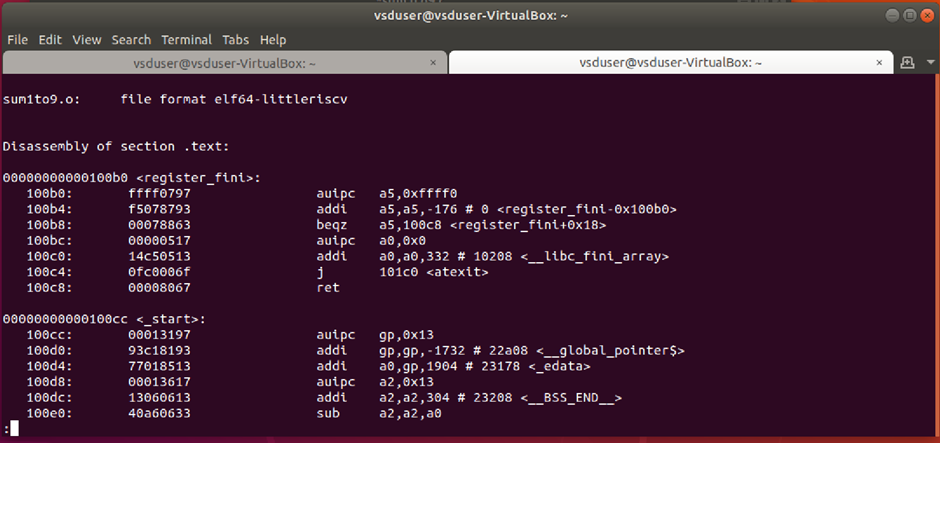 vsduser@vsduser-VirtualBox: ~
File Edit View Search Terminal Tabs Help
vsduser@vsduser-VirtualBox: ~ × vsduser@vsduser-VirtualBox: ~ ×
sum1to9.o:     file format elf64-littleriscv
Disassembly of section .text:
00000000000100b0 <register_fini>:
   100b0:       ffff0797                auipc   a5,0xffff0
   100b4:       f5078793                addi    a5,a5,-176 # 0 <register_fini-0x100b0>
   100b8:       00078863                beqz    a5,100c8 <register_fini+0x18>
   100bc:       00000517                auipc   a0,0x0
   100c0:       14c50513                addi    a0,a0,332 # 10208 <__libc_fini_array>
   100c4:       0fc0006f                j       101c0 <atexit>
   100c8:       00008067                ret
00000000000100cc <_start>:
   100cc:       00013197                auipc   gp,0x13
   100d0:       93c18193                addi    gp,gp,-1732 # 22a08 <__global_pointer$>
   100d4:       77018513                addi    a0,gp,1904 # 23178 <_edata>
   100d8:       00013617                auipc   a2,0x13
   100dc:       13060613                addi    a2,a2,304 # 23208 <__BSS_END__>
   100e0:       40a60633                sub     a2,a2,a0
: